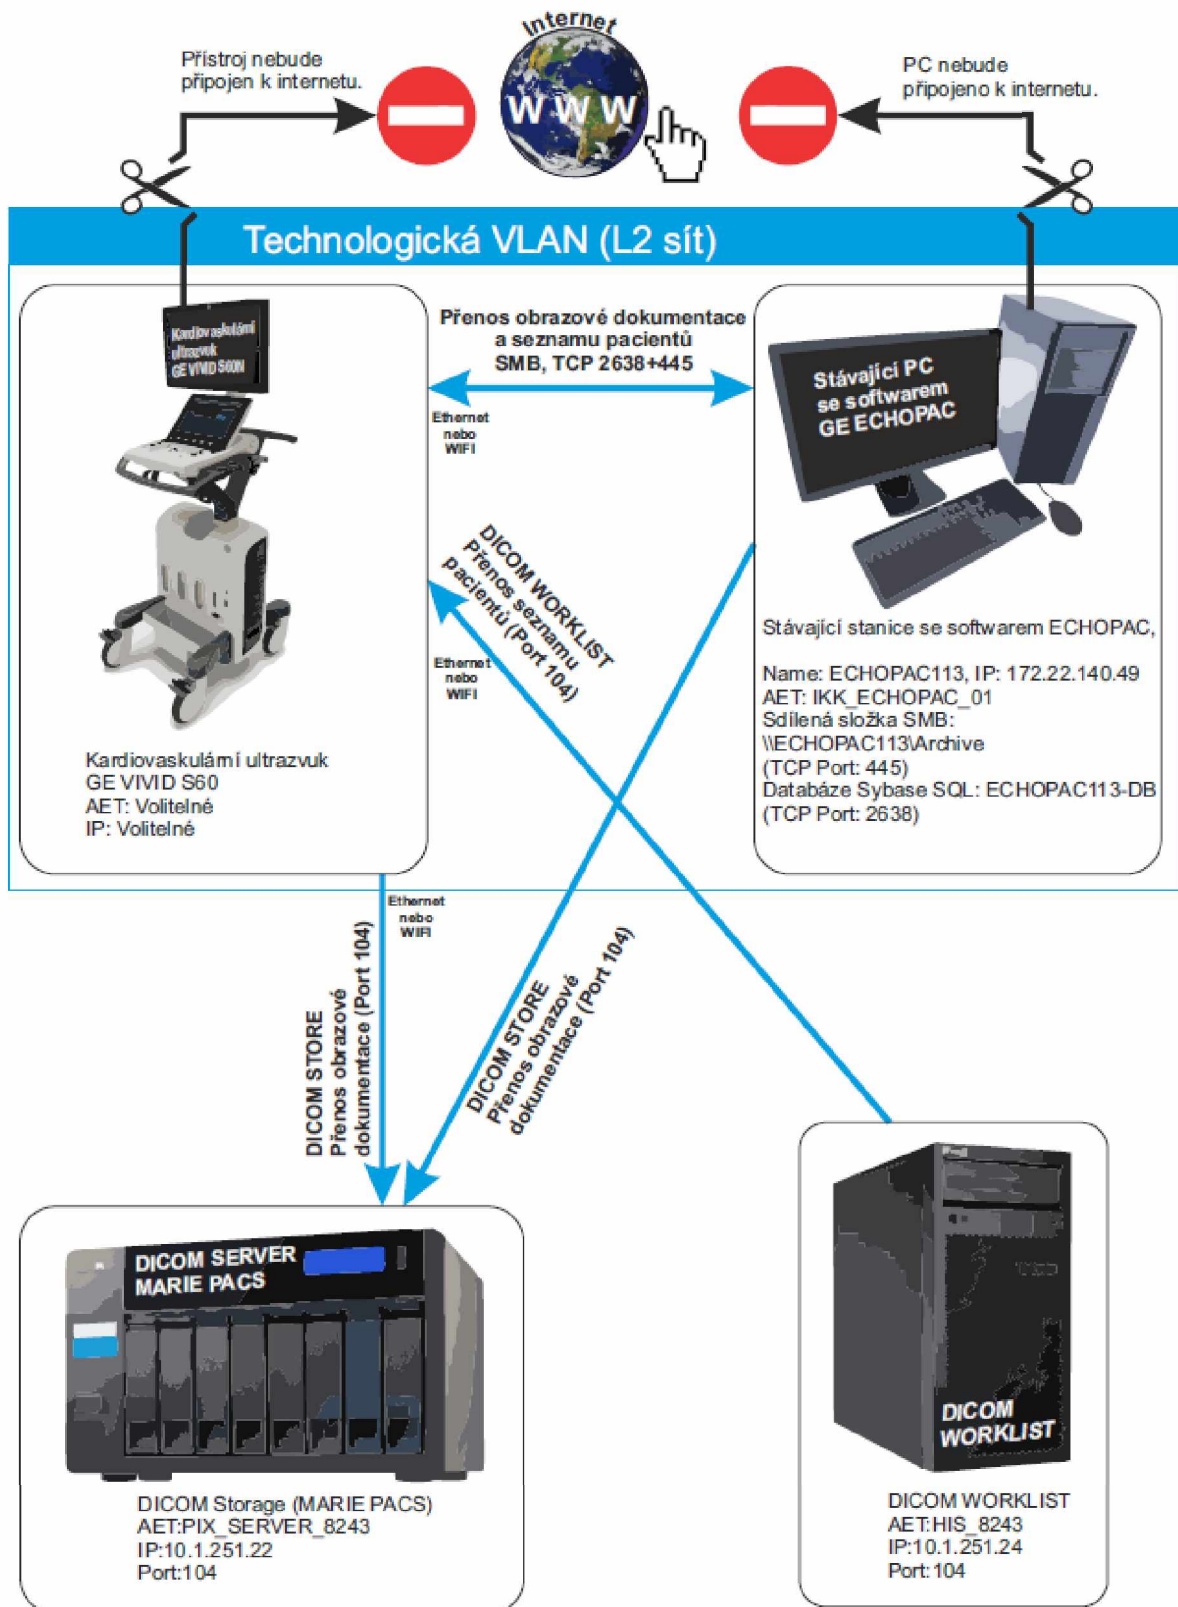 Internet
Přístroj nebude
připojen k internetu.
WWW
PC nebude
připojeno k internetu.
Technologická VLAN (L2 sít)
Kardiovaskulární
ultrazvuk
GE VIVID S60N
Přenos obrazové dokumentace
a seznamu pacientů
SMB, TCP 2638+445
Ethernet
nebo
WIFI
Stávající PC
se softwarem
GE ECHOPAC
DICOM WORKLIST
Přenos seznamu
pacientů (Port 104)
Ethernet
nebo
WIFI
Kardiovaskulární ultrazvuk
GE VIVID S60
AET: Volitelné
IP: Volitelné
Stávající stanice se softwarem ECHOPAC,
Name: ECHOPAC113, IP: 172.22.140.49
AET: IKK_ECHOPAC_01
Sdílená složka SMB:
\\ECHOPAC113\Archive
(TCP Port: 445)
Databáze Sybase SQL: ECHOPAC113-DB
(TCP Port: 2638)
Ethernet
nebo
WIFI
DICOM STORE
Přenos obrazové
dokumentace (Port 104)
DICOM STORE
Přenos obrazové
dokumentace (Port 104)
DICOM SERVER
MARIE PACS
DICOM Storage (MARIE PACS)
AET:PIX_SERVER_8243
IP:10.1.251.22
Port:104
DICOM
WORKLIST
DICOM WORKLIST
AET:HIS_8243
IP:10.1.251.24
Port:104